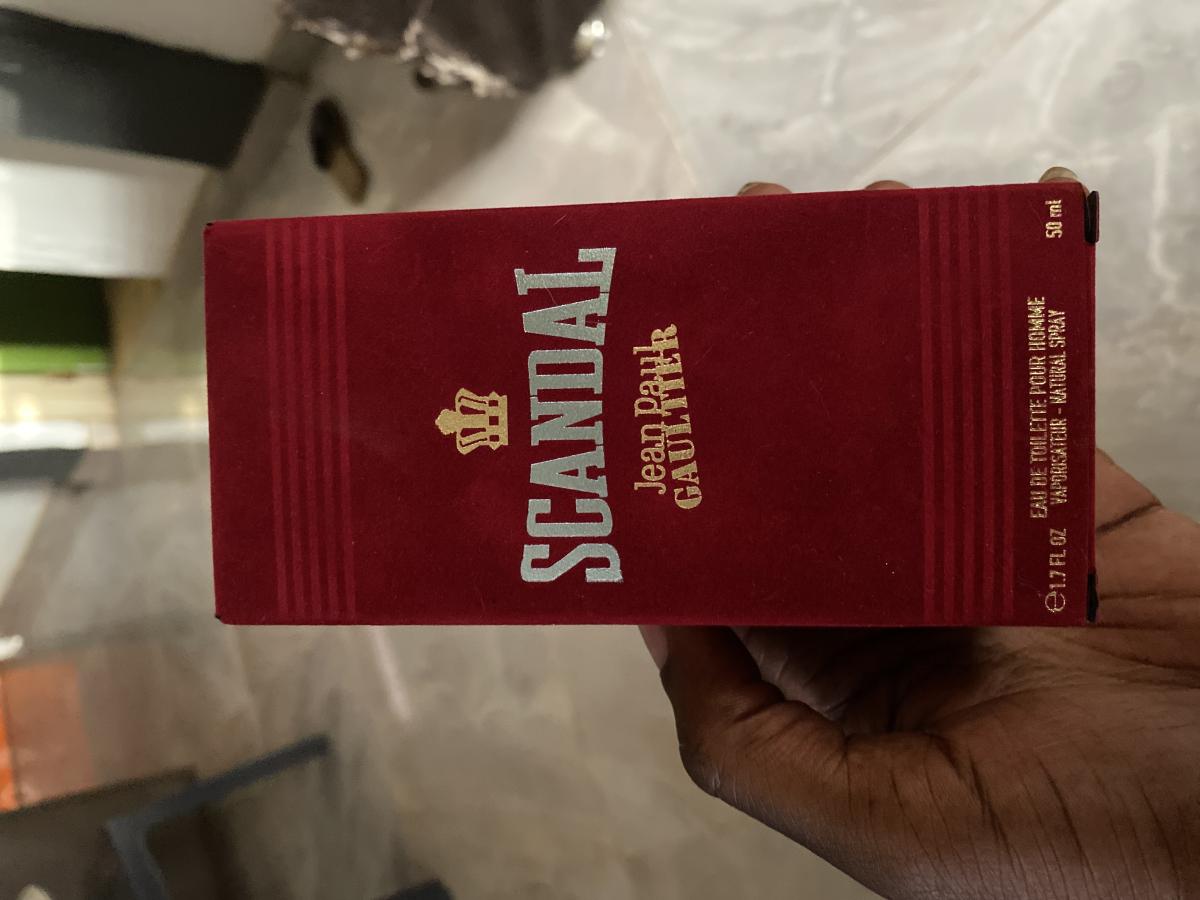 SCANDAL
Jean Paul
GAULTIER
EAU DE TOILETTE POUR HOMME
℮1.7 FL OZ VAPORISATEUR - NATURAL SPRAY 50 ml